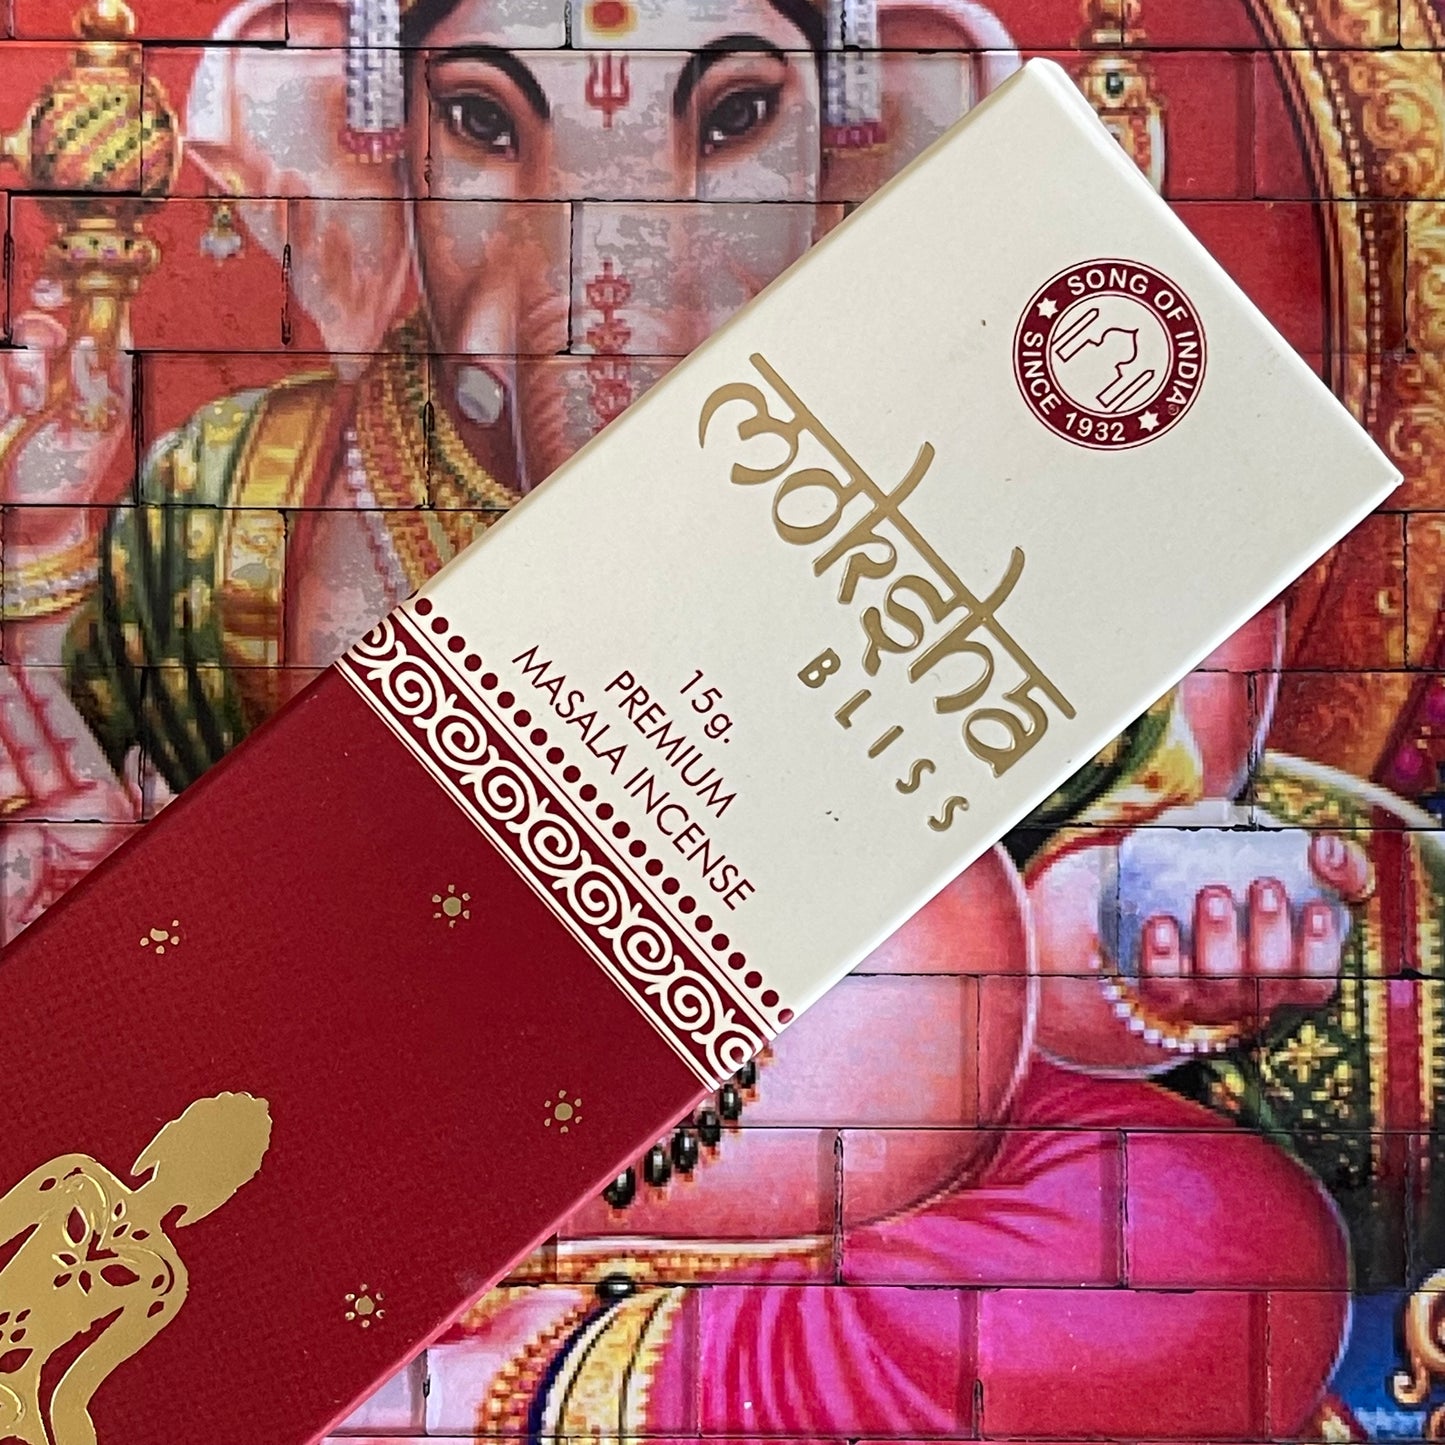 SONG OF INDIA®
SINCE 1932
moksha
BLISS
15g.
PREMIUM
MASALA INCENSE